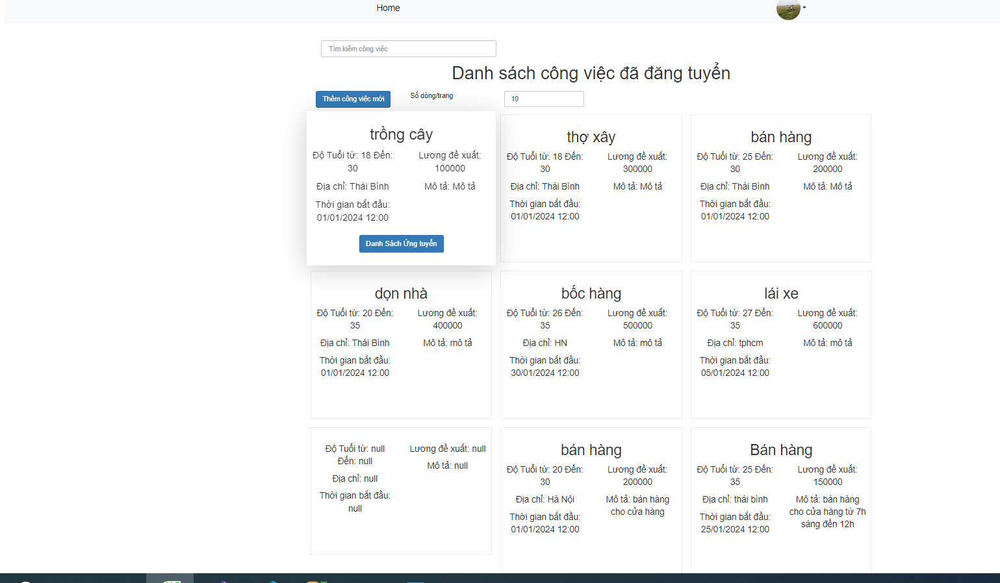 Home
Tìm kiếm công việc
Danh sách công việc đã đăng tuyển
Thêm công việc mới
Số dòng/trang
10
trồng cây
Độ Tuổi từ: 18 Đến:
30
Địa chỉ: Thái Bình
Thời gian bắt đầu:
01/01/2024 12:00
Lương đề xuất:
100000
Mô tả: Mô tả
Danh Sách Ứng tuyển
thợ xây
Độ Tuổi từ: 18 Đến:
30
Địa chỉ: Thái Bình
Thời gian bắt đầu:
01/01/2024 12:00
Lương đề xuất:
300000
Mô tả: Mô tả
bán hàng
Độ Tuổi từ: 25 Đến:
30
Địa chỉ: Thái Bình
Thời gian bắt đầu:
01/01/2024 12:00
Lương đề xuất:
200000
Mô tả: Mô tả
dọn nhà
Độ Tuổi từ: 20 Đến:
35
Địa chỉ: Thái Bình
Thời gian bắt đầu:
01/01/2024 12:00
Lương đề xuất:
400000
Mô tả: mô tả
bốc hàng
Độ Tuổi từ: 26 Đến:
35
Địa chỉ: HN
Thời gian bắt đầu:
30/01/2024 12:00
Lương đề xuất:
500000
Mô tả: mô tả
lái xe
Độ Tuổi từ: 27 Đến:
35
Địa chỉ: tphcm
Thời gian bắt đầu:
05/01/2024 12:00
Lương đề xuất:
600000
Mô tả: mô tả
Độ Tuổi từ: null
Đến: null
Địa chỉ: null
Thời gian bắt đầu:
null
Lương đề xuất: null
Mô tả: null
bán hàng
Độ Tuổi từ: 20 Đến:
30
Địa chỉ: Hà Nội
Thời gian bắt đầu:
01/01/2024 12:00
Lương đề xuất:
200000
Mô tả: bán hàng
cho cửa hàng
Bán hàng
Độ Tuổi từ: 25 Đến:
35
Địa chỉ: thái bình
Thời gian bắt đầu:
25/01/2024 12:00
Lương đề xuất:
150000
Mô tả: bán hàng
cho cửa hàng từ 7h
sáng đến 12h